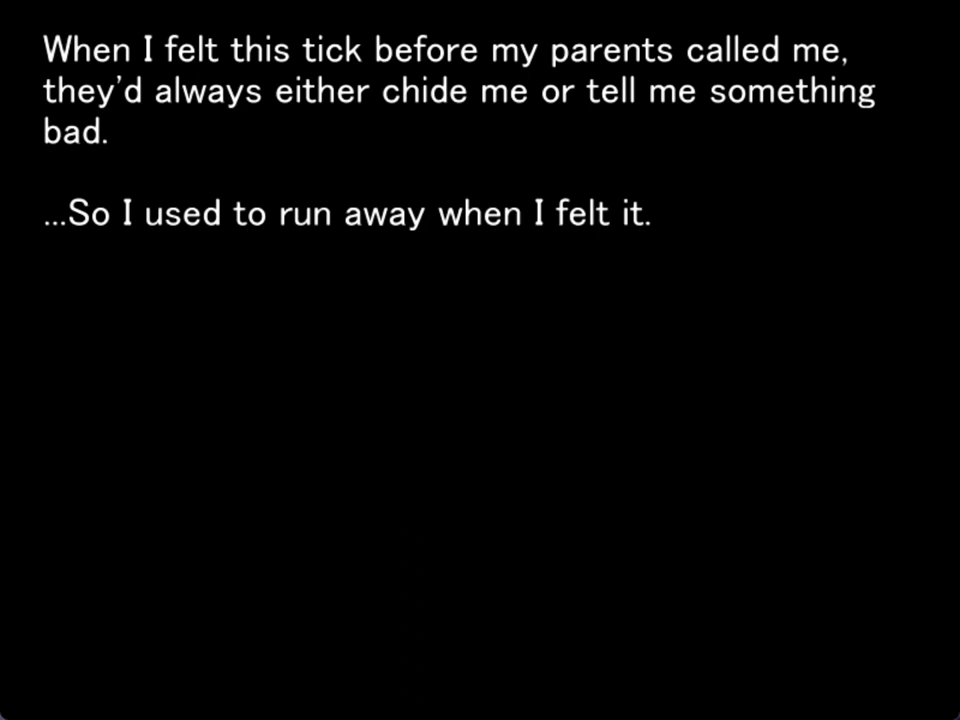 When I felt this tick before my parents called me,
they'd always either chide me or tell me something
bad.
...So I used to run away when I felt it.